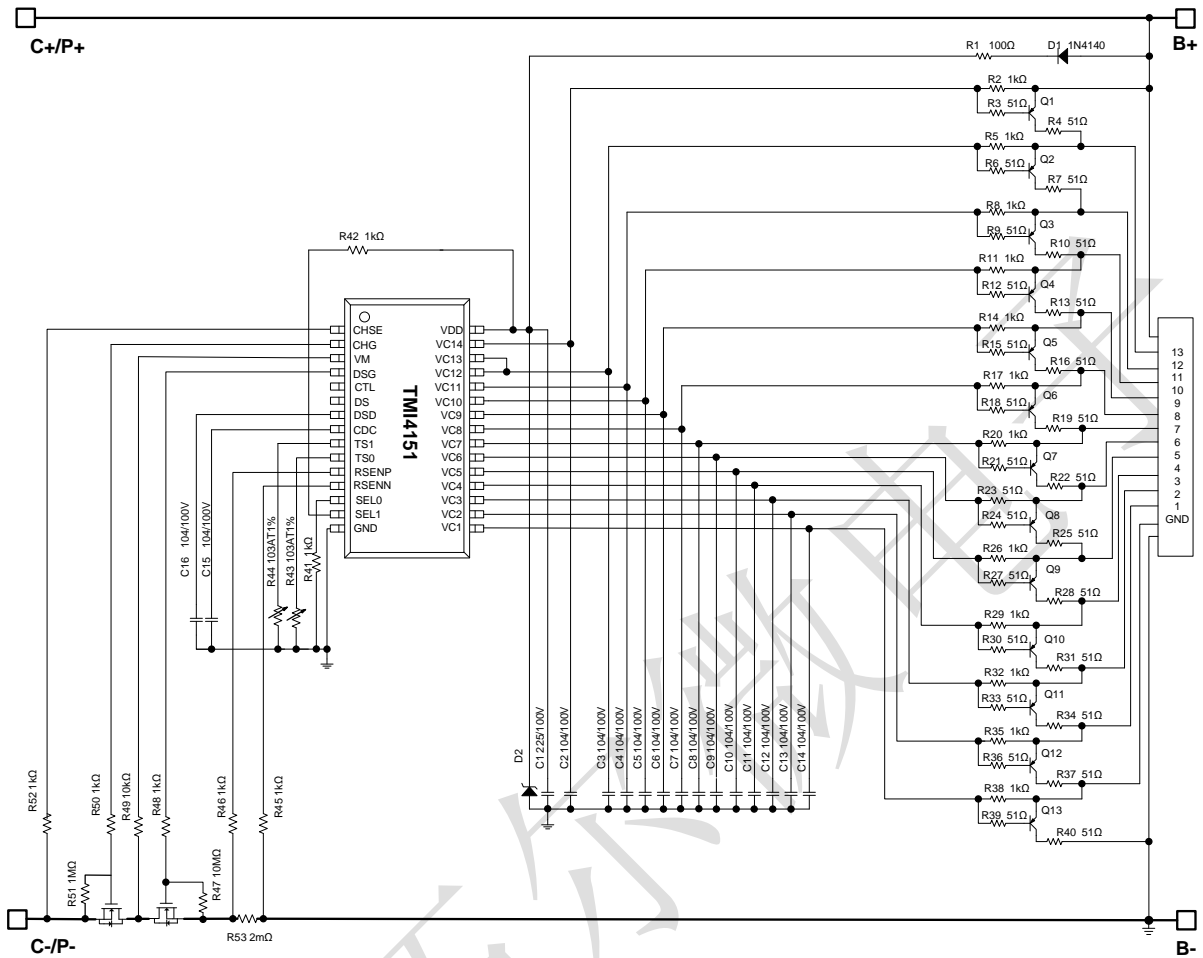 C+/P+
B+
R1 100Ω
D1 1N4140
R2 1kΩ
R3 51Ω
Q1
R4 51Ω
R5 1kΩ
R6 51Ω
Q2
R7 51Ω
R8 1kΩ
R9 51Ω
Q3
R10 51Ω
R11 1kΩ
R12 51Ω
Q4
R13 51Ω
R14 1kΩ
R15 51Ω
Q5
R16 51Ω
R17 1kΩ
R18 51Ω
Q6
R19 51Ω
R20 1kΩ
R21 51Ω
Q7
R22 51Ω
R23 51Ω
R24 51Ω
Q8
R25 51Ω
R26 1kΩ
R27 51Ω
Q9
R28 51Ω
R29 1kΩ
R30 51Ω
Q10
R31 51Ω
R32 1kΩ
R33 51Ω
Q11
R34 51Ω
R35 1kΩ
R36 51Ω
Q12
R37 51Ω
R38 1kΩ
R39 51Ω
Q13
R40 51Ω
13
12
11
10
9
8
7
6
5
4
3
2
1
GND
R42 1kΩ
TMI4151
CHSE
CHG
VM
DSG
CTL
DS
DSD
CDC
TS1
TS0
RSENP
RSENN
SEL0
SEL1
GND
VDD
VC14
VC13
VC12
VC11
VC10
VC9
VC8
VC7
VC6
VC5
VC4
VC3
VC2
VC1
C16 104/100V
C15 104/100V
R44 103AT1%
R43 103AT1%
R41 1kΩ
D2
C1 225/100V
C2 104/100V
C3 104/100V
C4 104/100V
C5 104/100V
C6 104/100V
C7 104/100V
C8 104/100V
C9 104/100V
C10 104/100V
C11 104/100V
C12 104/100V
C13 104/100V
C14 104/100V
R52 1kΩ
R50 1kΩ
R49 10kΩ
R48 1kΩ
R46 1kΩ
R45 1kΩ
R51 1MΩ
R47 10MΩ
R53 2mΩ
C-/P-
B-